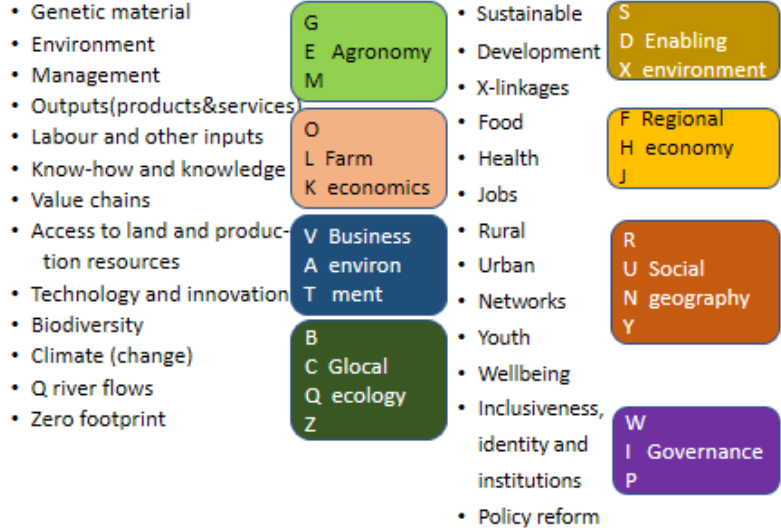 • Genetic material
• Environment
• Management
• Outputs(products&services)
• Labour and other inputs
• Know-how and knowledge
• Value chains
• Access to land and produc-
tion resources
• Technology and innovation
• Biodiversity
• Climate (change)
• Q river flows
• Zero footprint
G
E Agronomy
M
O
L Farm
K economics
V Business
A environ
T ment
B
C Glocal
Q ecology
Z
• Sustainable
• Development
• X-linkages
• Food
• Health
• Jobs
• Rural
• Urban
• Networks
• Youth
• Wellbeing
• Inclusiveness,
identity and
institutions
• Policy reform
S
D Enabling
X environment
F Regional
H economy
J
R
U Social
N geography
Y
W
I Governance
P